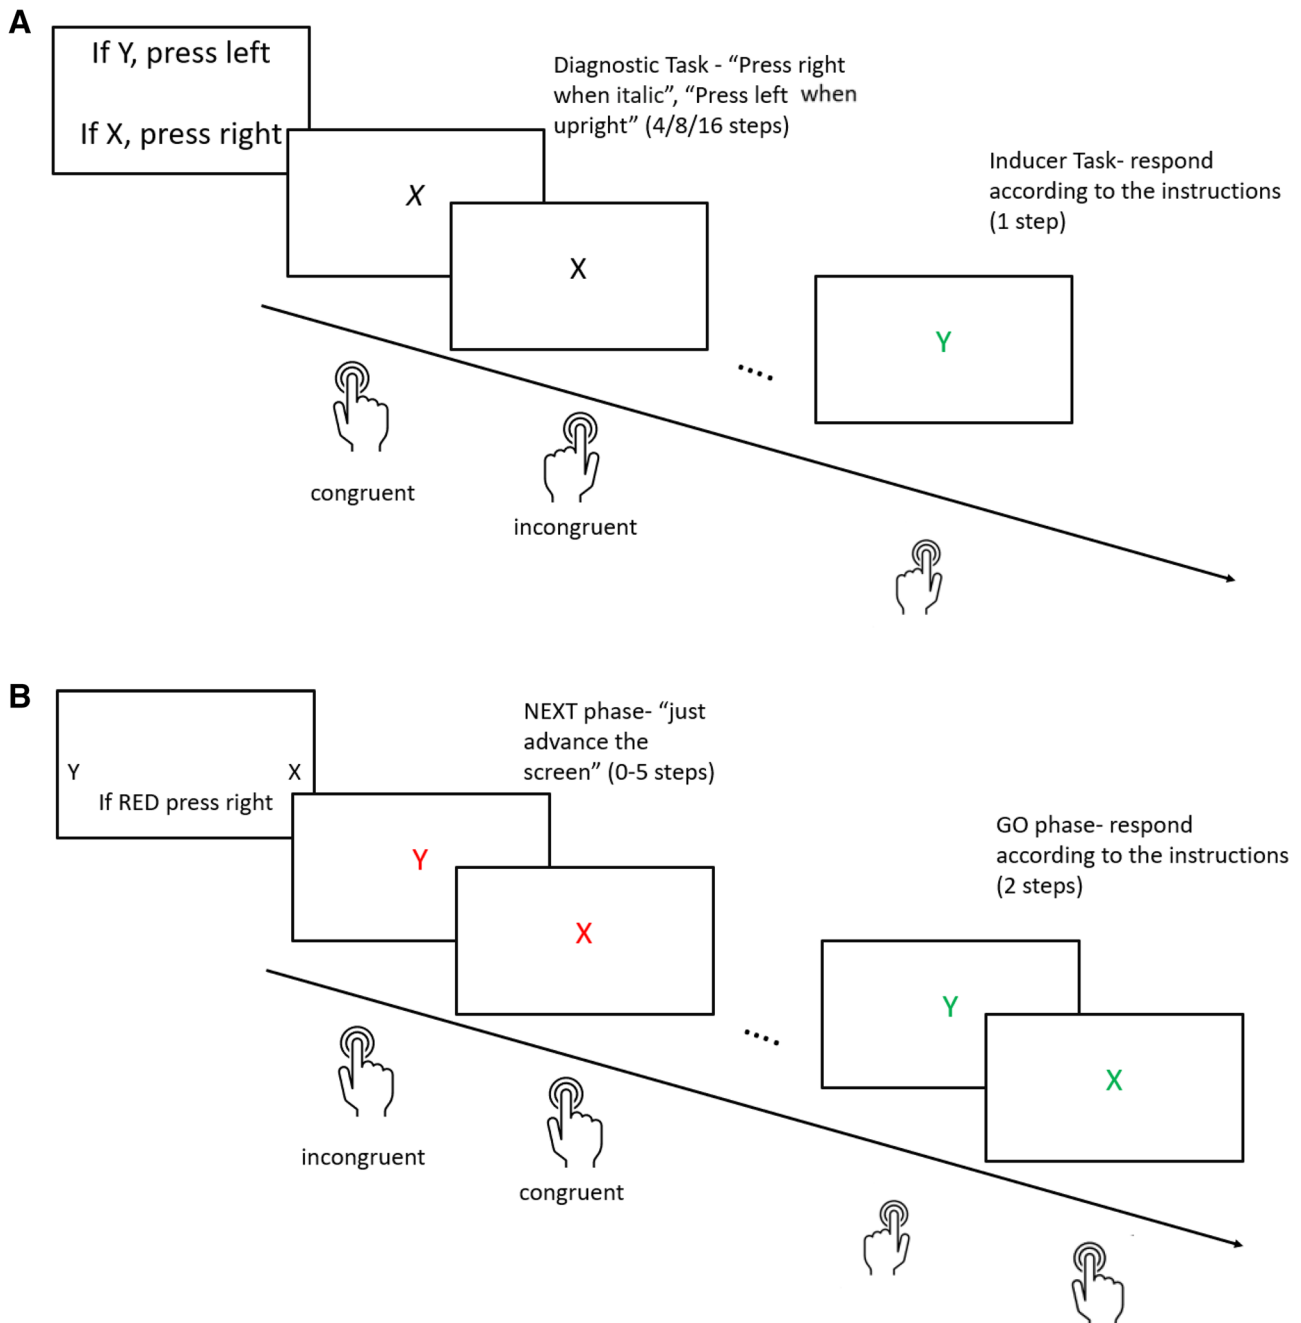 A
If Y, press left
If X, press right
Diagnostic Task - “Press right
when italic”, “Press left when
upright” (4/8/16 steps)
Inducer Task- respond
according to the instructions
(1 step)
X
X
Y
congruent
incongruent
B
Y X
If RED press right
NEXT phase- “just
advance the
screen” (0-5 steps)
GO phase- respond
according to the instructions
(2 steps)
Y
X
Y
X
incongruent
congruent